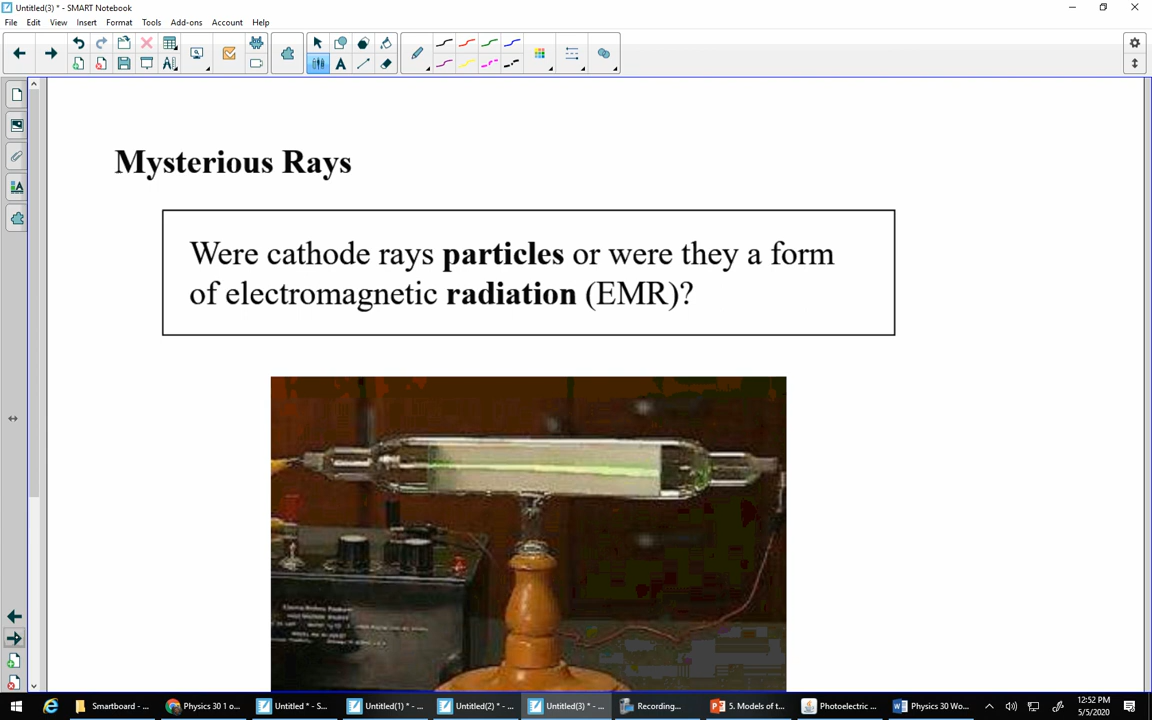 Untitled(3) * - SMART Notebook
File Edit View Insert Format Tools Add-ons Account Help
Mysterious Rays
Were cathode rays particles or were they a form
of electromagnetic radiation (EMR)?
Smartboard - ...
Physics 30 1 o...
Untitled * - S...
Untitled(1) * - ...
Untitled(2) * - ...
Untitled(3) * - ...
Recording...
5. Models of t...
Photoelectric ...
Physics 30 Wo...
12:52 PM
5/5/2020